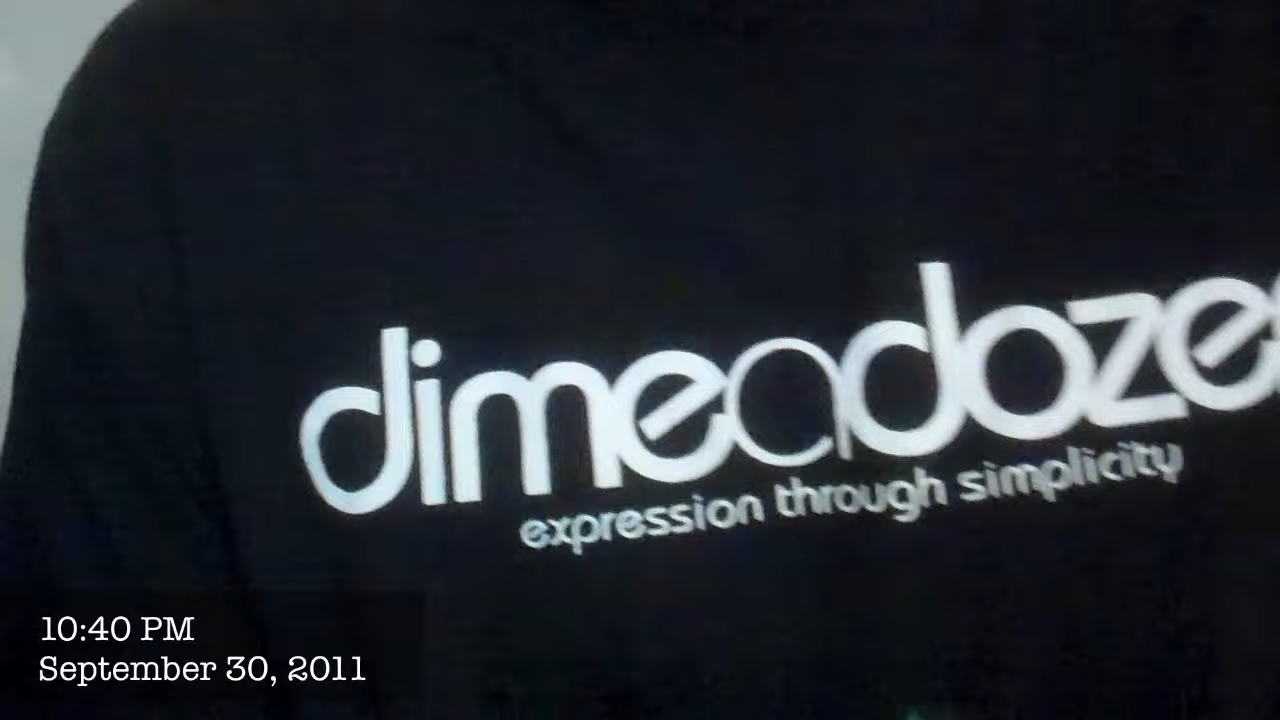 dimeadoze
expression through simplicity
10:40 PM
September 30, 2011